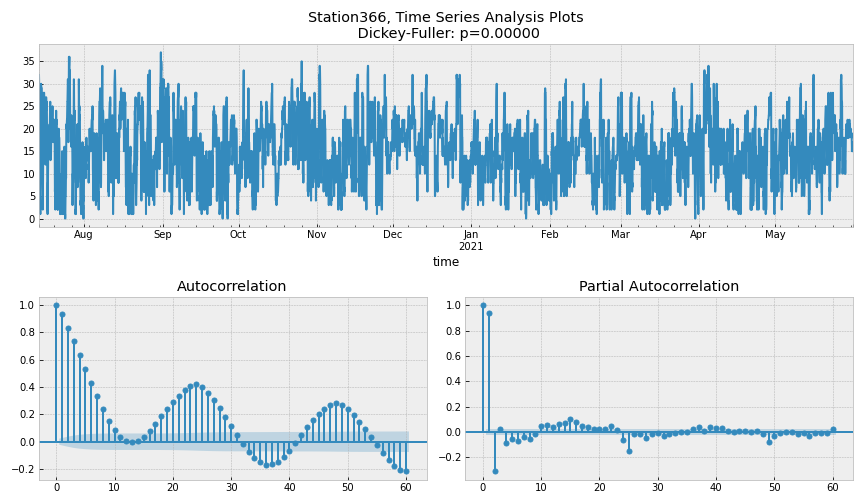 Station366, Time Series Analysis Plots
Dickey-Fuller: p=0.00000
35
30
25
20
15
10
5
0
Aug Sep Oct Nov Dec Jan Feb Mar Apr May
2021
time
Autocorrelation
1.0
0.8
0.6
0.4
0.2
0.0
−0.2
0 10 20 30 40 50 60
Partial Autocorrelation
1.0
0.8
0.6
0.4
0.2
0.0
−0.2
0 10 20 30 40 50 60